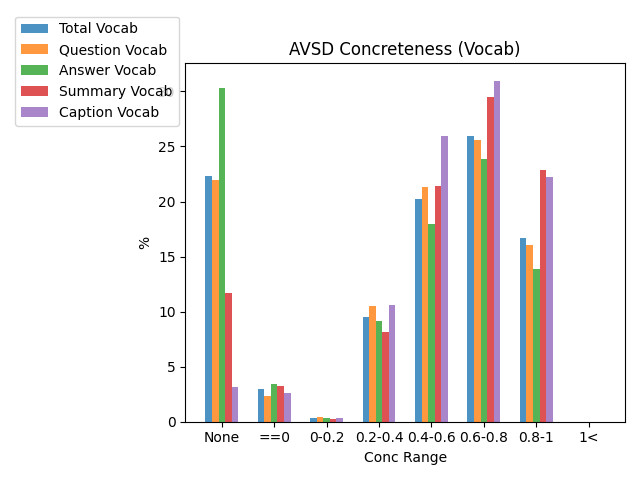 Total Vocab
Question Vocab
Answer Vocab
Summary Vocab
Caption Vocab
AVSD Concreteness (Vocab)
%
30
25
20
15
10
5
0
None ==0 0-0.2 0.2-0.4 0.4-0.6 0.6-0.8 0.8-1 1<
Conc Range